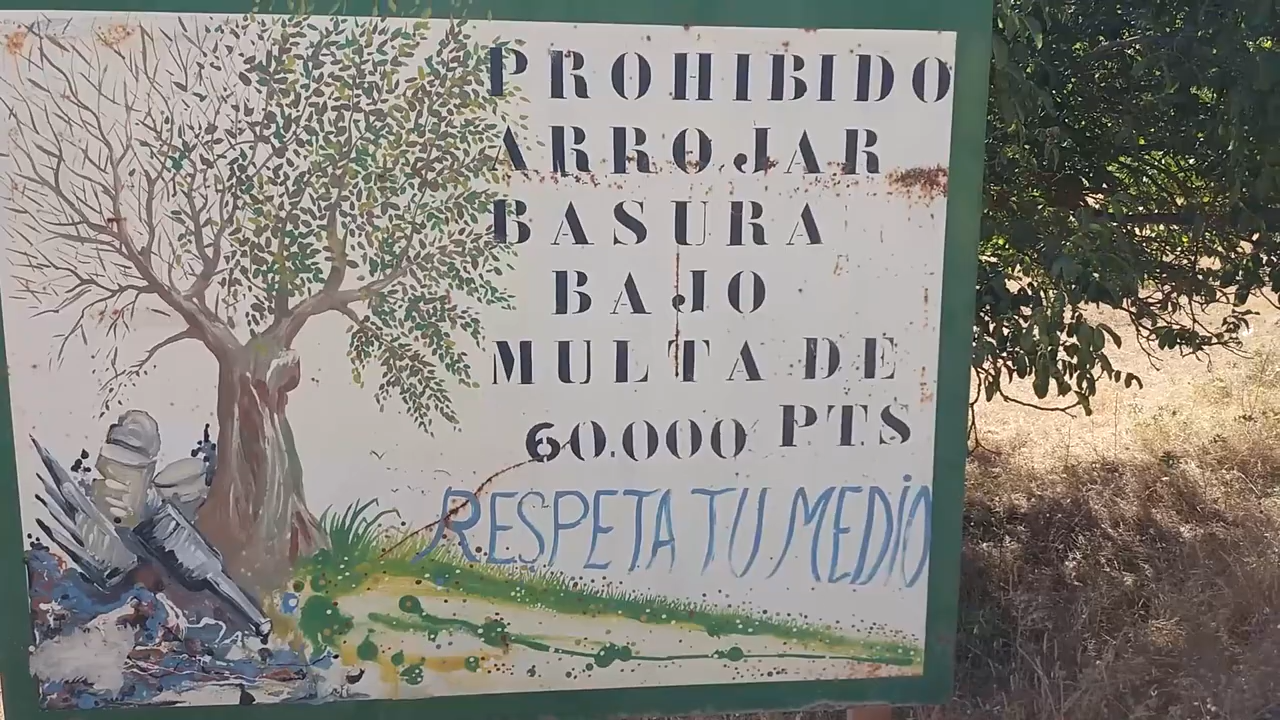 PROHIBIDO
ARROJAR
BASURA
BAJO
MULTA DE
60.000 PTS
RESPETA TU MEDIO